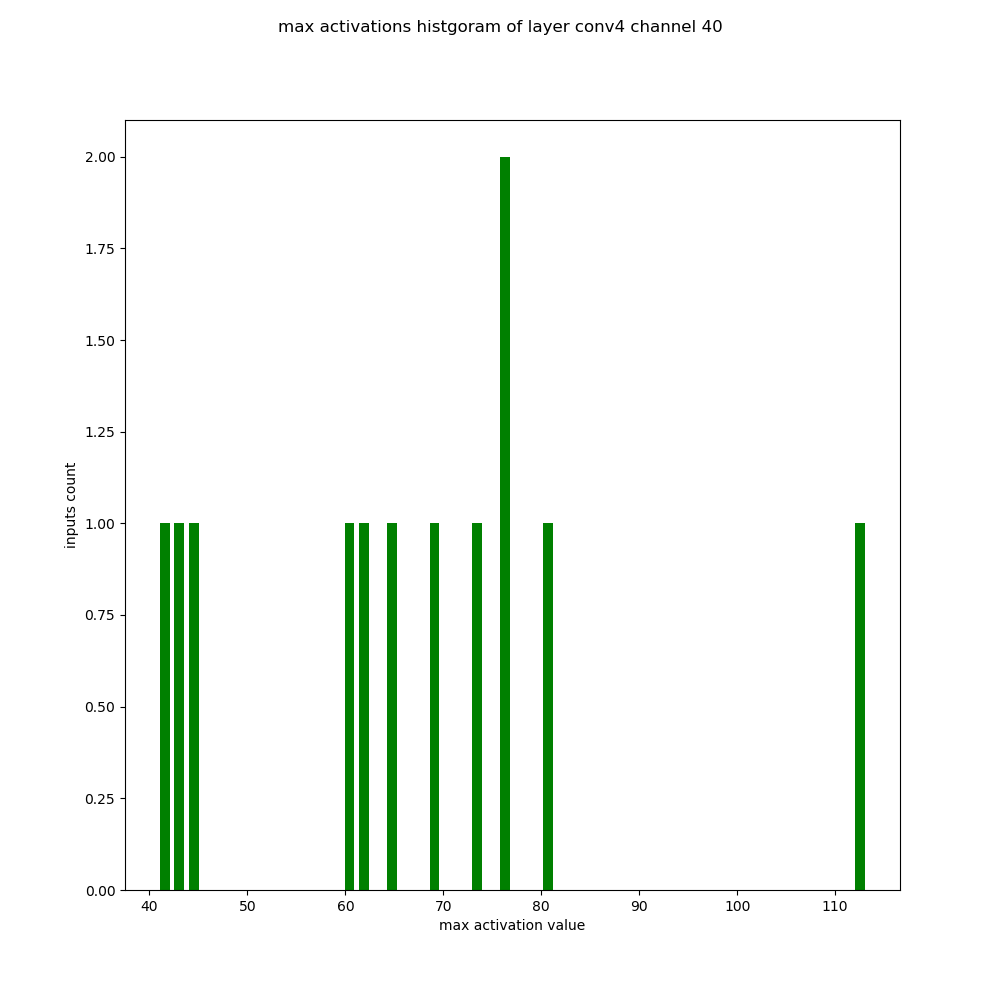 max activations histgoram of layer conv4 channel 40
2.00
1.75
1.50
1.25
1.00
0.75
0.50
0.25
0.00
inputs count
40 50 60 70 80 90 100 110
max activation value